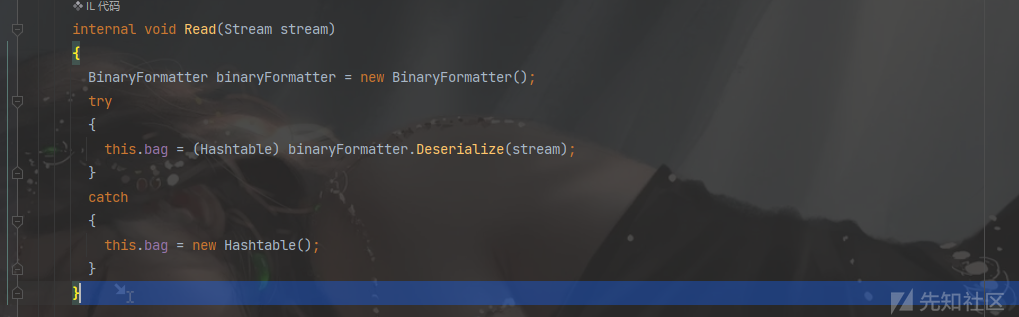 IL 代码
internal void Read(Stream stream)
{
BinaryFormatter binaryFormatter = new BinaryFormatter();
try
{
this.bag = (Hashtable) binaryFormatter.Deserialize(stream);
}
catch
{
this.bag = new Hashtable();
}
}
先知社区